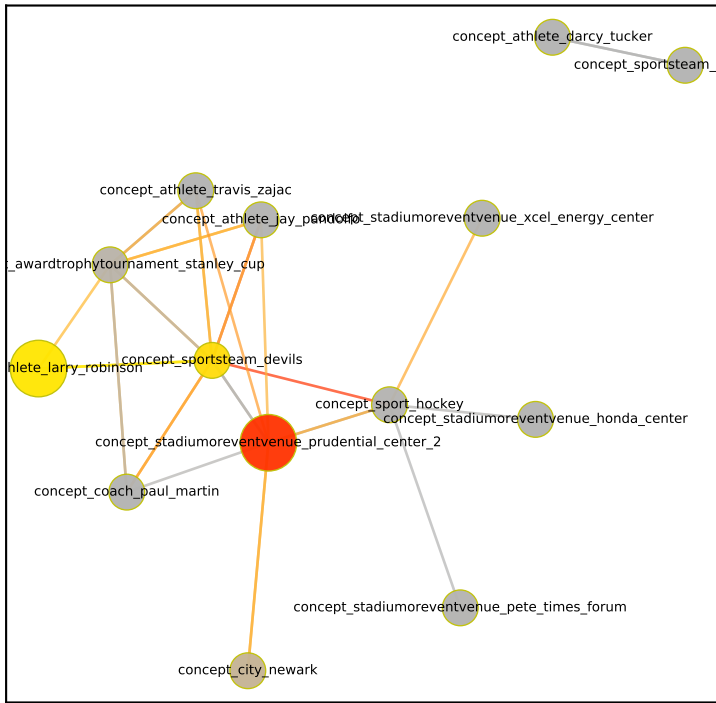 concept_athlete_darcy_tucker
concept_sportsteam_
concept_athlete_travis_zajac
concept_athlete_jay_pandolfo
concept_stadiumoreventvenue_xcel_energy_center
t_awardtrophytournament_stanley_cup
concept_sportsteam_devils
hlete_larry_robinson
concept_sport_hockey
concept_stadiumoreventvenue_honda_center
concept_stadiumoreventvenue_prudential_center_2
concept_coach_paul_martin
concept_stadiumoreventvenue_pete_times_forum
concept_city_newark